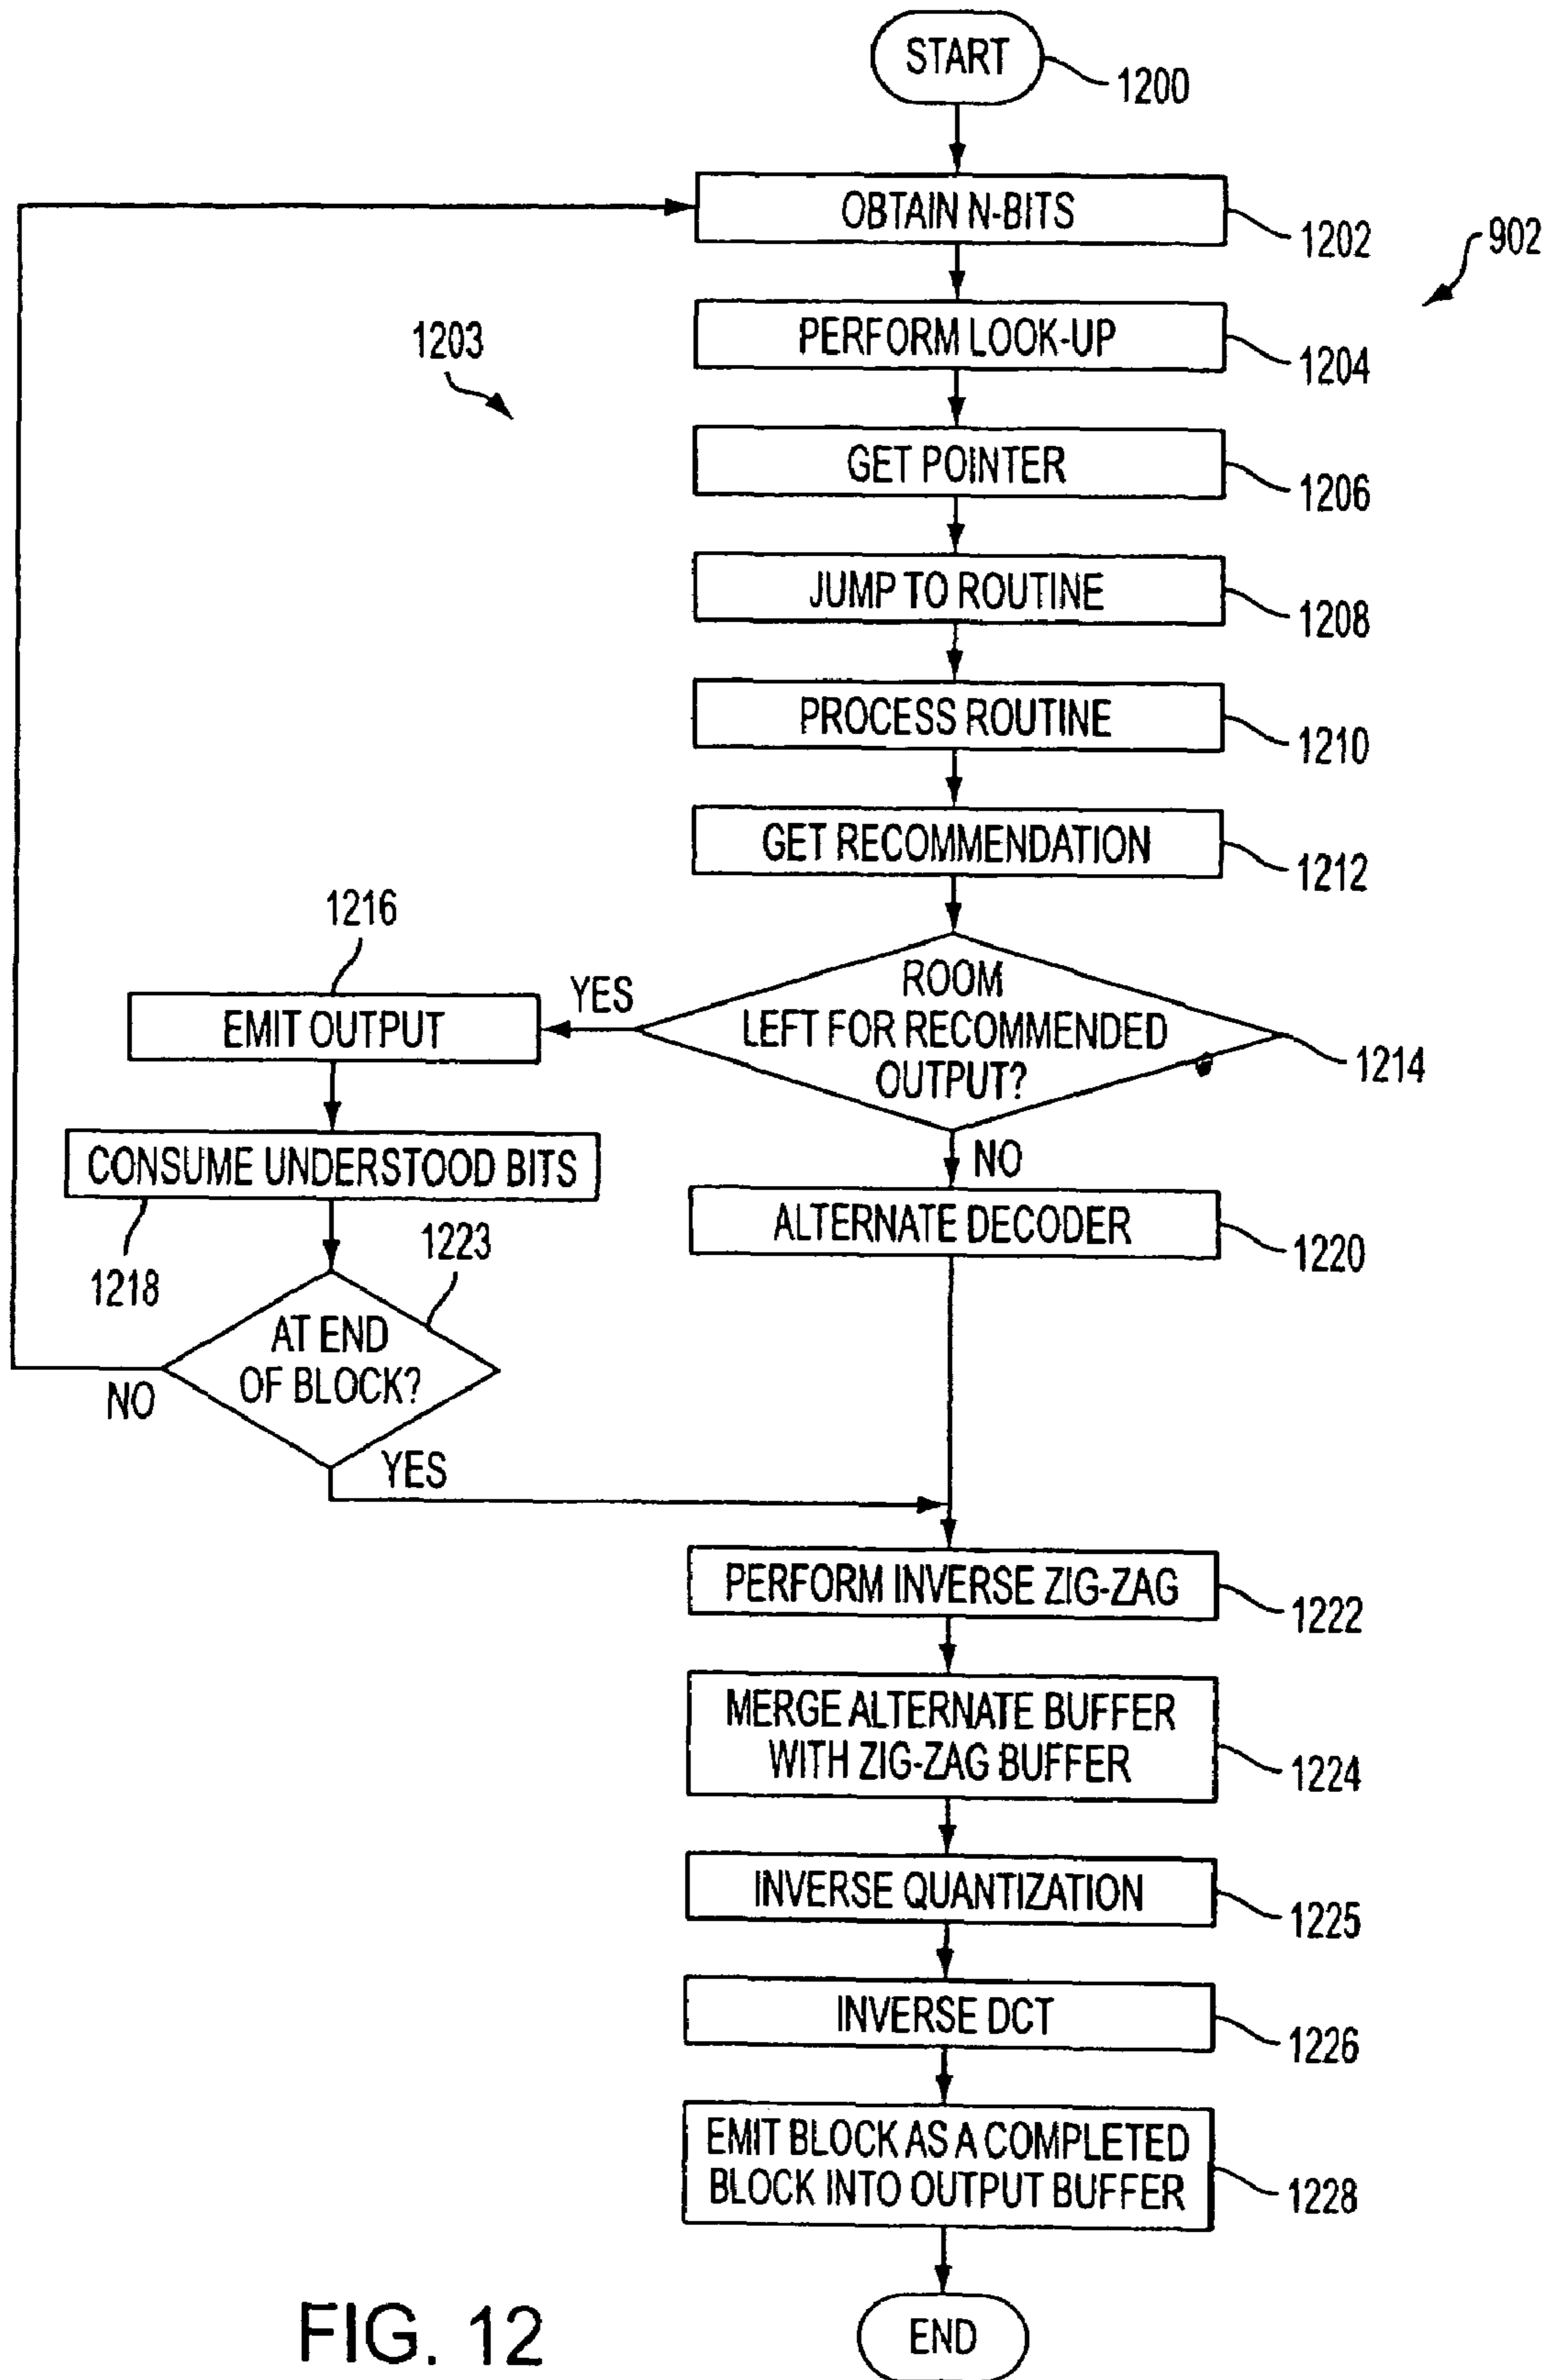 START
1200
OBTAIN N-BITS
1202
902
PERFORM LOOK-UP
1204
1203
GET POINTER
1206
JUMP TO ROUTINE
1208
PROCESS ROUTINE
1210
GET RECOMMENDATION
1212
1216
ROOM
LEFT FOR RECOMMENDED
OUTPUT?
1214
YES
EMIT OUTPUT
CONSUME UNDERSTOOD BITS
1218
NO
ALTERNATE DECODER
1220
1223
AT END
OF BLOCK?
NO
YES
PERFORM INVERSE ZIG-ZAG
1222
MERGE ALTERNATE BUFFER
WITH ZIG-ZAG BUFFER
1224
INVERSE QUANTIZATION
1225
INVERSE DCT
1226
EMIT BLOCK AS A COMPLETED
BLOCK INTO OUTPUT BUFFER
1228
END
FIG. 12